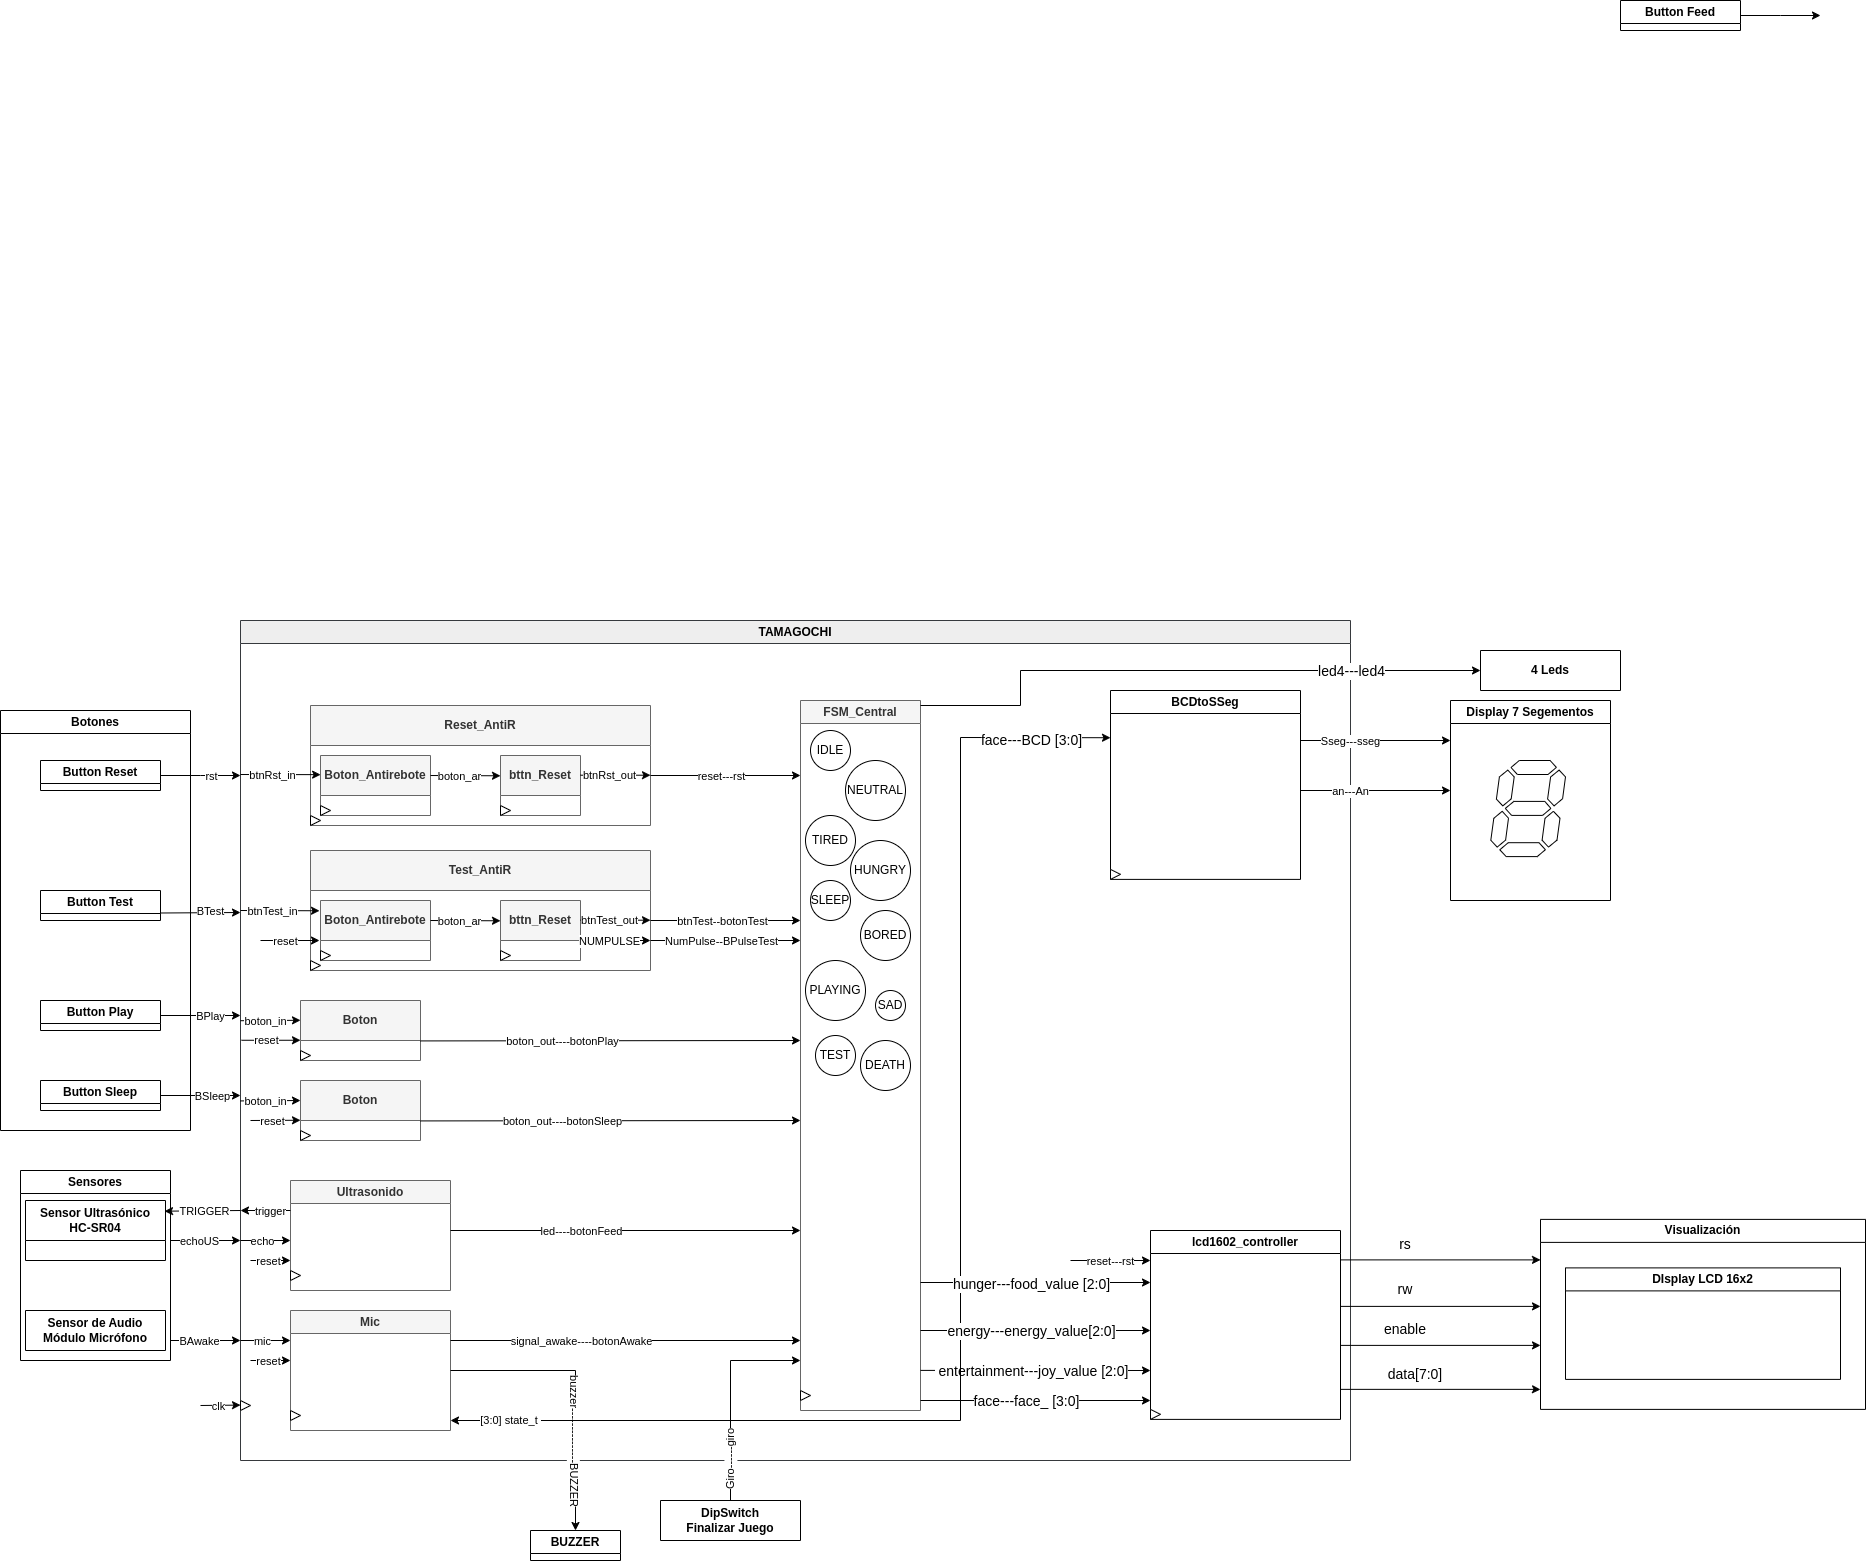 Button Feed
TAMAGOCHI
led4---led4
4 Leds
Botones
Button Reset
rst
btnRst_in
Reset_AntiR
Boton_Antirebote
boton_ar
bttn_Reset
btnRst_out
reset---rst
Button Test
BTest
btnTest_in
reset
Test_AntiR
Boton_Antirebote
boton_ar
bttn_Reset
btnTest_out
NUMPULSE
btnTest--botonTest
NumPulse--BPulseTest
Button Play
BPlay
boton_in
reset
Boton
boton_out----botonPlay
Button Sleep
BSleep
boton_in
reset
Boton
boton_out----botonSleep
FSM_Central
IDLE
NEUTRAL
TIRED
HUNGRY
SLEEP
BORED
PLAYING
SAD
TEST
DEATH
face---BCD [3:0]
BCDtoSSeg
Sseg---sseg
an---An
Display 7 Segementos
Sensores
Sensor Ultrasónico
HC-SR04
TRIGGER
trigger
echoUS
echo
reset
Ultrasonido
led----botonFeed
Sensor de Audio
Módulo Micrófono
BAwake
mic
reset
Mic
signal_awake----botonAwake
clk
[3:0] state_t
buzzer----------------BUZZER
BUZZER
Giro------giro
DipSwitch
Finalizar Juego
reset---rst
hunger---food_value [2:0]
energy---energy_value[2:0]
entertainment---joy_value [2:0]
face---face_ [3:0]
lcd1602_controller
rs
rw
enable
data[7:0]
Visualización
DIsplay LCD 16x2